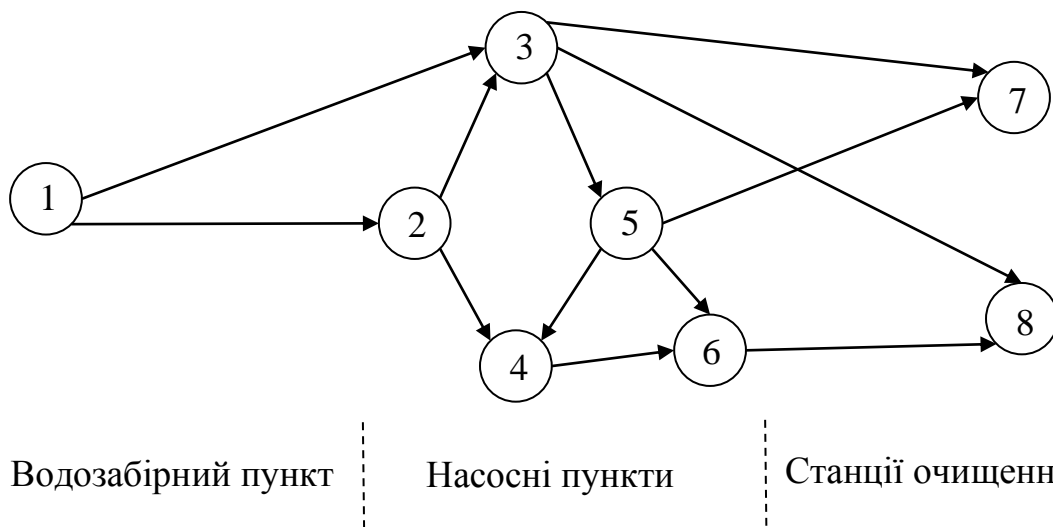 3
7
1
2
5
8
4
6
Водозабірний пункт
Насосні пункти
Станції очищенн